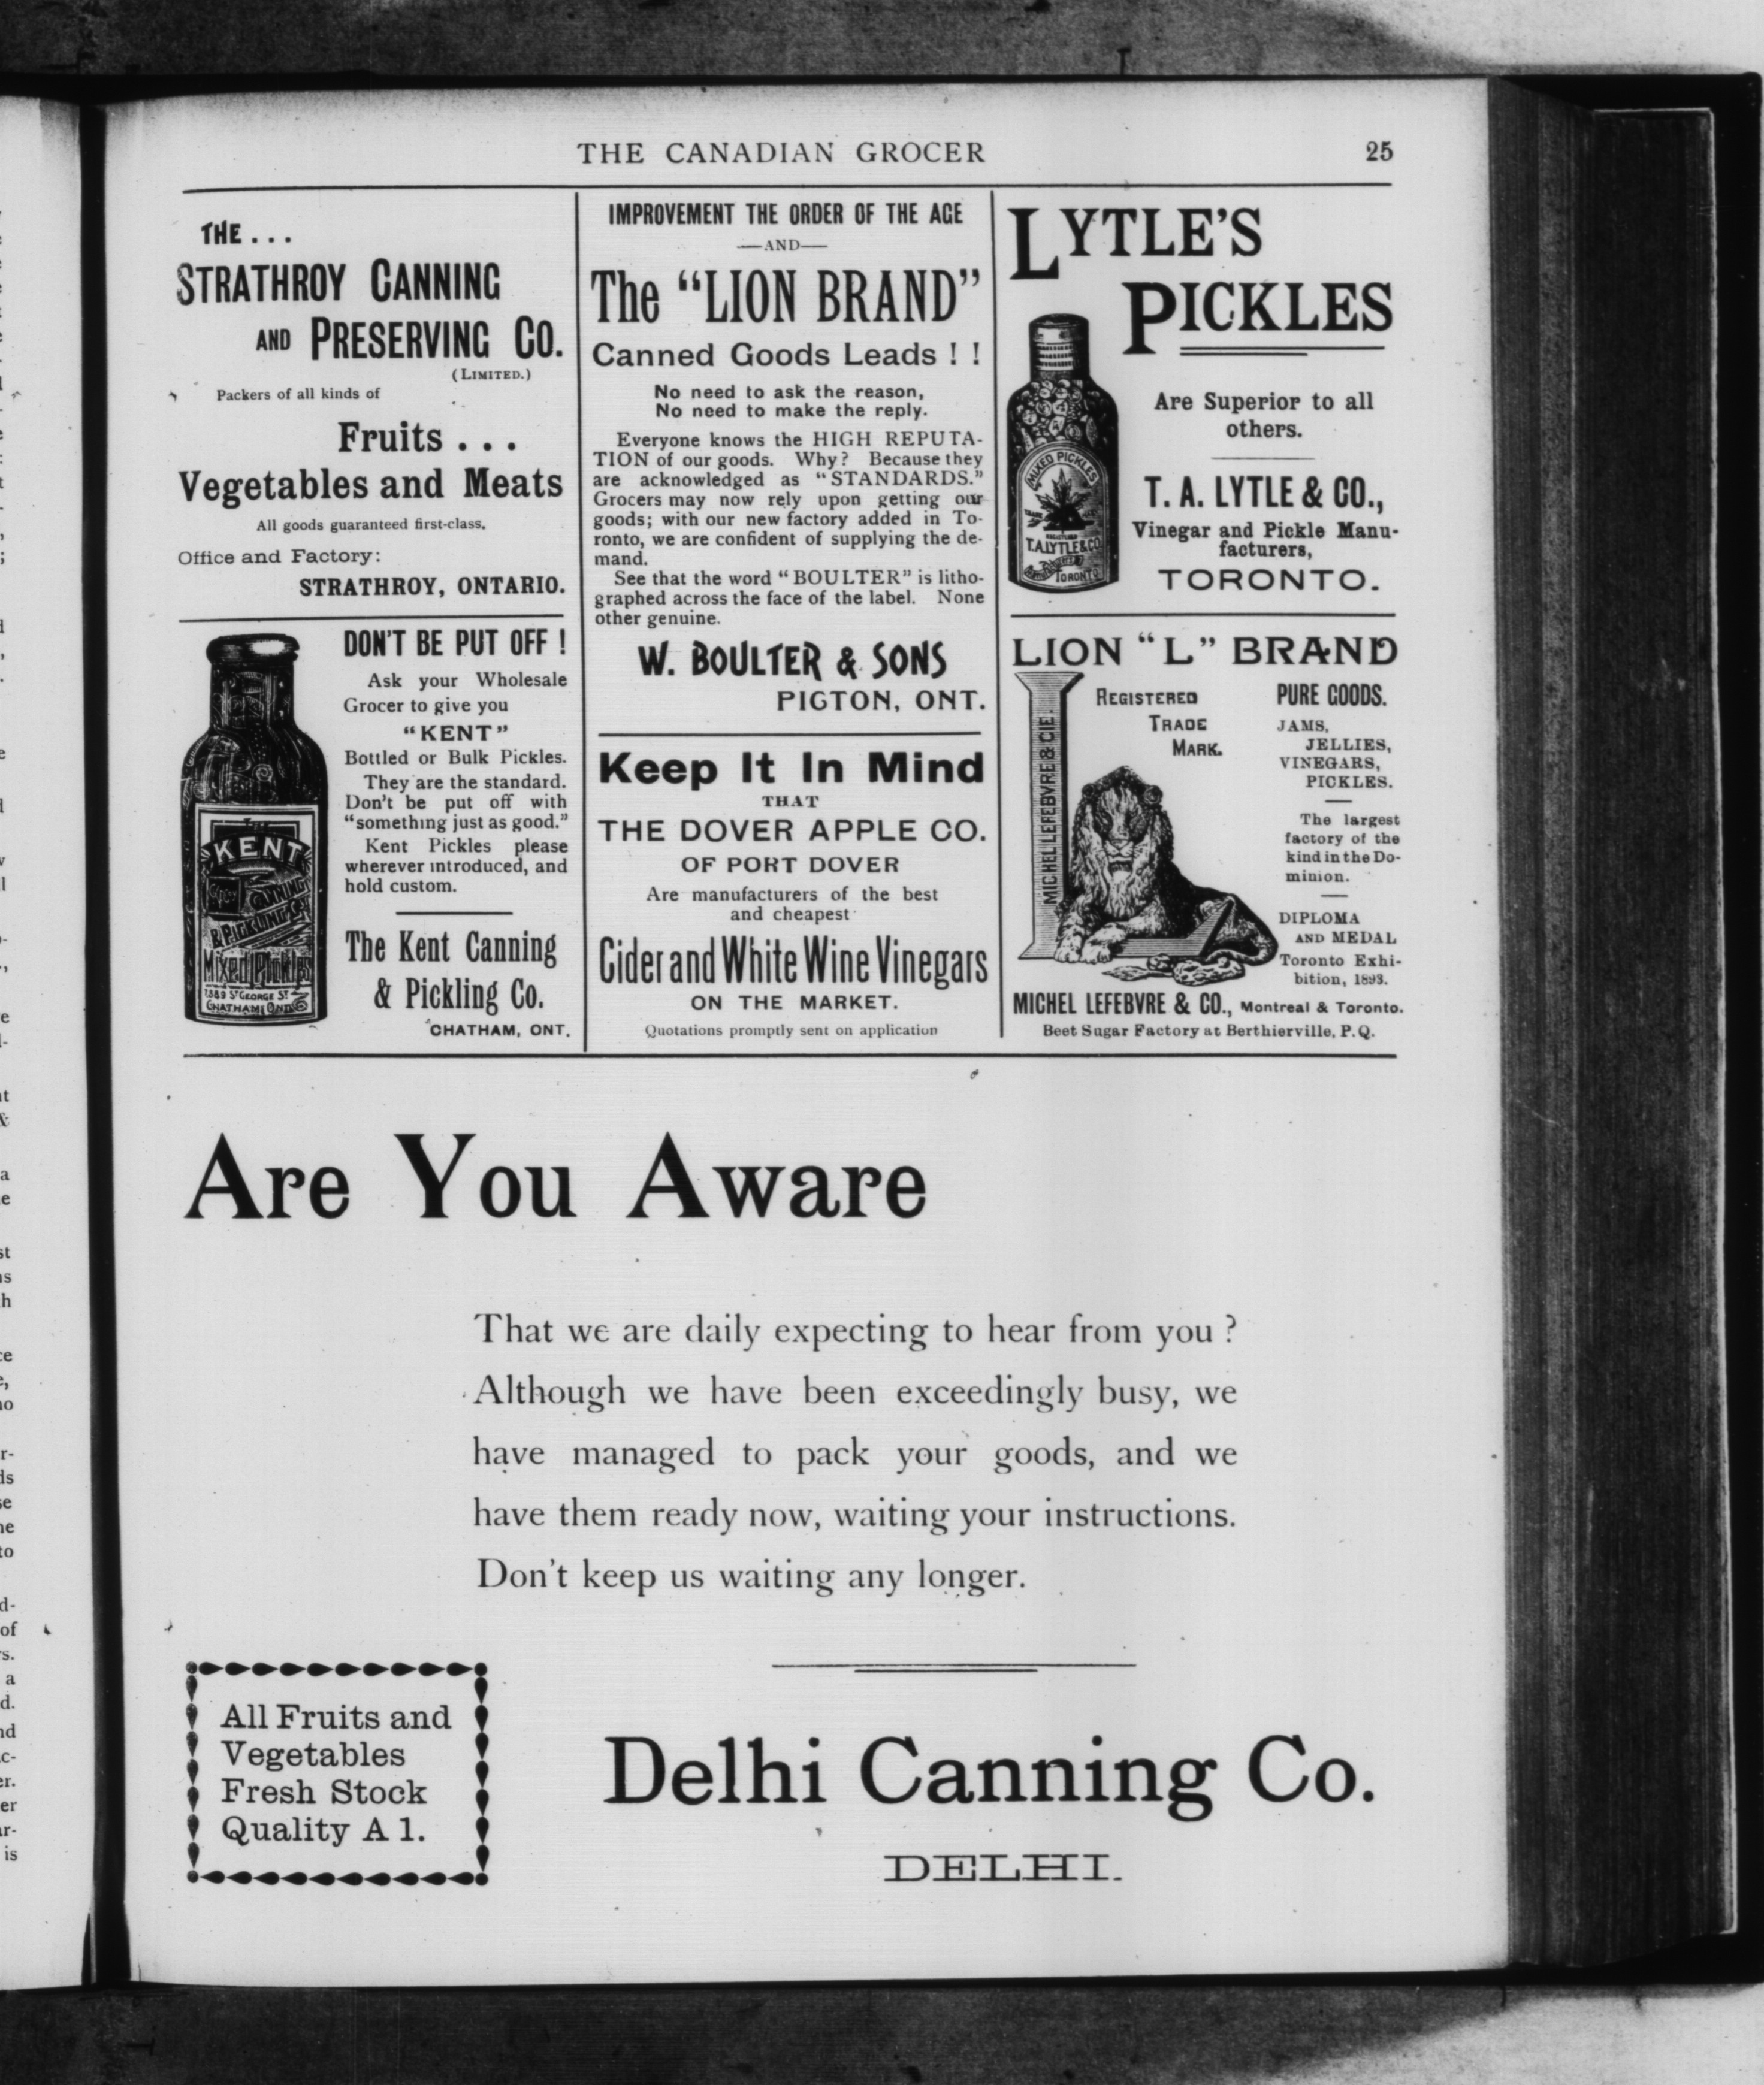 THE CANADIAN GROCER 25
THE...
STRATHROY CANNING
AND PRESERVING CO.
(LIMITED.)
Packers of all kinds of
Fruits...
Vegetables and Meats
All goods guaranteed first-class.
Office and Factory:
STRATHROY, ONTARIO.
DON'T BE PUT OFF!
Ask your Wholesale
Grocer to give you
"KENT"
Bottled or Bulk Pickles.
They are the standard.
Don't be put off with
"something just as good."
Kent Pickles please
wherever introduced, and
hold custom.
The Kent Canning
& Pickling Co.
CHATHAM, ONT.
THE
KENT
CANNING
& PICKLING Co
Mixed Pickles
ST GEORGE ST
CHATHAM ONT
IMPROVEMENT THE ORDER OF THE AGE
—AND—
The "LION BRAND"
Canned Goods Leads!!
No need to ask the reason,
No need to make the reply.
Everyone knows the HIGH REPUTA-
TION of our goods. Why? Because they
are acknowledged as "STANDARDS."
Grocers may now rely upon getting our
goods; with our new factory added in To-
ronto, we are confident of supplying the de-
mand.
See that the word "BOULTER" is litho-
graphed across the face of the label. None
other genuine.
W. BOULTER & SONS
PICTON, ONT.
Keep It In Mind
THAT
THE DOVER APPLE CO.
OF PORT DOVER
Are manufacturers of the best
and cheapest
Cider and White Wine Vinegars
ON THE MARKET.
Quotations promptly sent on application
LYTLE'S
PICKLES
Are Superior to all
others.
T. A. LYTLE & CO.,
Vinegar and Pickle Manu-
facturers,
TORONTO.
MIXED PICKLES
T.A. LYTLE & CO
TORONTO
LION "L" BRAND
REGISTERED
TRADE
MARK.
MICHEL LEFEBVRE & CIE.
PURE GOODS.
JAMS,
JELLIES,
VINEGARS,
PICKLES.
The largest
factory of the
kind in the Do-
minion.
DIPLOMA
AND MEDAL
Toronto Exhi-
bition, 1893.
MICHEL LEFEBVRE & CO., Montreal & Toronto.
Beet Sugar Factory at Berthierville, P.Q.
Are You Aware
That we are daily expecting to hear from you?
Although we have been exceedingly busy, we
have managed to pack your goods, and we
have them ready now, waiting your instructions.
Don't keep us waiting any longer.
All Fruits and
Vegetables
Fresh Stock
Quality A 1.
Delhi Canning Co.
DELHI.